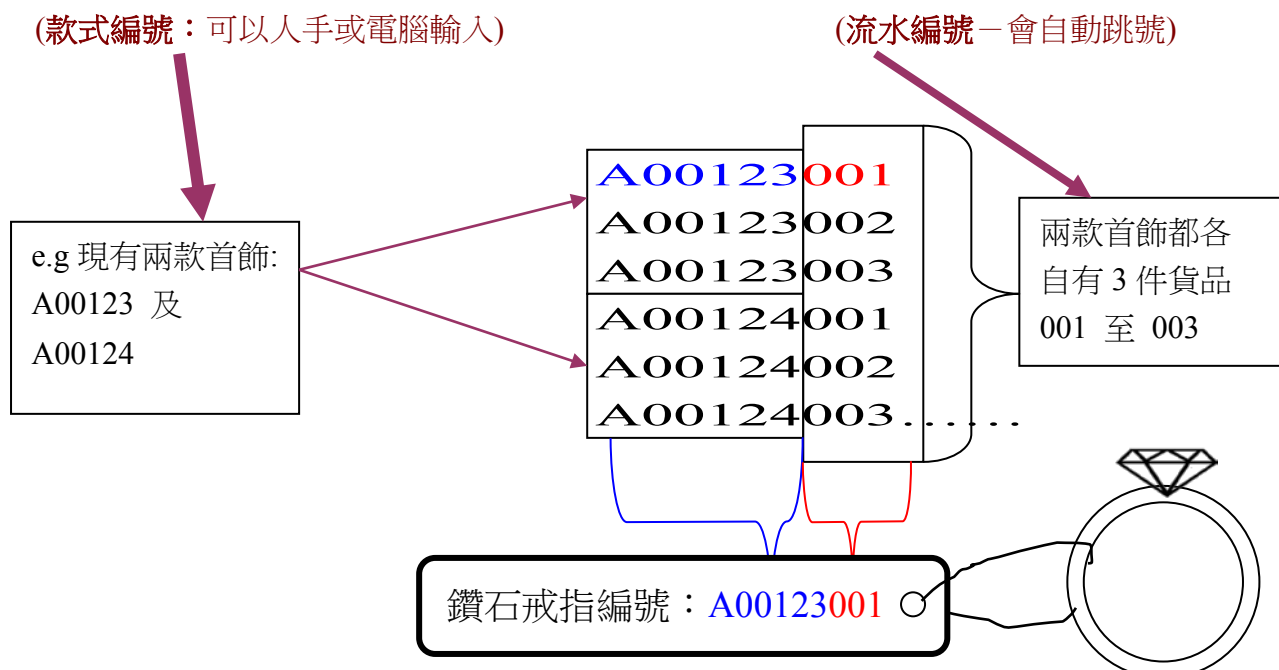 (款式編號：可以人手或電腦輸入)
(流水編號－會自動跳號)
e.g 現有兩款首飾:
A00123 及
A00124
A00123001
A00123002
A00123003
A00124001
A00124002
A00124003......
兩款首飾都各
自有 3 件貨品
001 至 003
鑽石戒指編號：A00123001